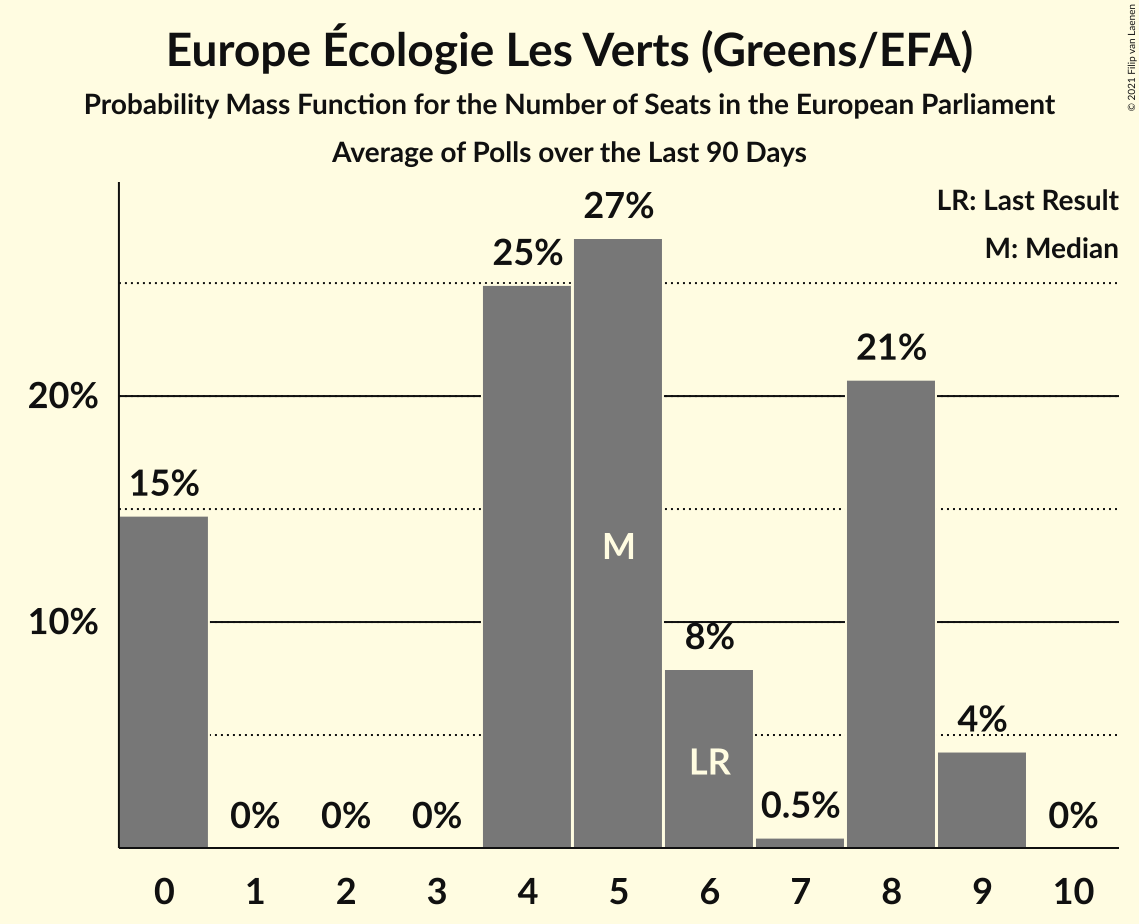 Europe Écologie Les Verts (Greens/EFA)
Probability Mass Function for the Number of Seats in the European Parliament
Average of Polls over the Last 90 Days
© 2021 Filip van Laenen
LR: Last Result
M: Median
27%
25%
21%
20%
15%
M
10%
8%
4%
LR
0.5%
0%
0%
0%
0%
0 1 2 3 4 5 6 7 8 9 10